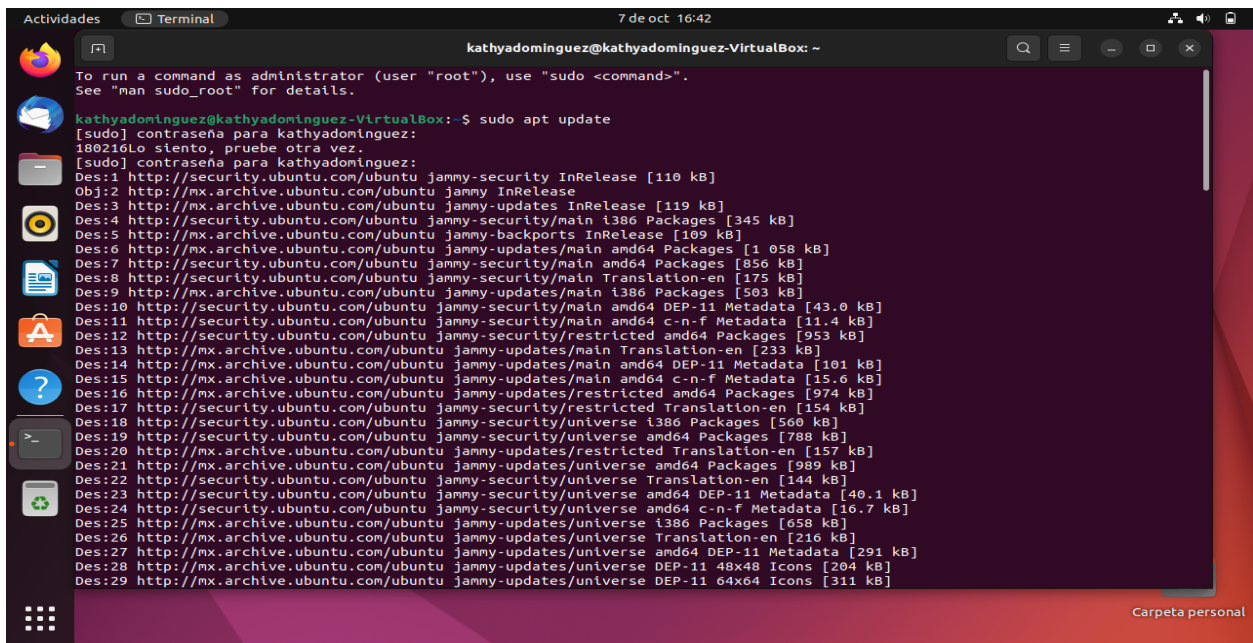 Actividades Terminal 7 de oct 16:42
kathyadominguez@kathyadominguez-VirtualBox: ~
To run a command as administrator (user "root"), use "sudo <command>".
See "man sudo_root" for details.
kathyadominguez@kathyadominguez-VirtualBox:~$ sudo apt update
[sudo] contraseña para kathyadominguez:
180216Lo siento, pruebe otra vez.
[sudo] contraseña para kathyadominguez:
Des:1 http://security.ubuntu.com/ubuntu jammy-security InRelease [110 kB]
Obj:2 http://mx.archive.ubuntu.com/ubuntu jammy InRelease
Des:3 http://mx.archive.ubuntu.com/ubuntu jammy-updates InRelease [119 kB]
Des:4 http://security.ubuntu.com/ubuntu jammy-security/main i386 Packages [345 kB]
Des:5 http://mx.archive.ubuntu.com/ubuntu jammy-backports InRelease [109 kB]
Des:6 http://mx.archive.ubuntu.com/ubuntu jammy-updates/main amd64 Packages [1 058 kB]
Des:7 http://security.ubuntu.com/ubuntu jammy-security/main amd64 Packages [856 kB]
Des:8 http://security.ubuntu.com/ubuntu jammy-security/main Translation-en [175 kB]
Des:9 http://mx.archive.ubuntu.com/ubuntu jammy-updates/main i386 Packages [503 kB]
Des:10 http://security.ubuntu.com/ubuntu jammy-security/main amd64 DEP-11 Metadata [43.0 kB]
Des:11 http://security.ubuntu.com/ubuntu jammy-security/main amd64 c-n-f Metadata [11.4 kB]
Des:12 http://security.ubuntu.com/ubuntu jammy-security/restricted amd64 Packages [953 kB]
Des:13 http://mx.archive.ubuntu.com/ubuntu jammy-updates/main Translation-en [233 kB]
Des:14 http://mx.archive.ubuntu.com/ubuntu jammy-updates/main amd64 DEP-11 Metadata [101 kB]
Des:15 http://mx.archive.ubuntu.com/ubuntu jammy-updates/main amd64 c-n-f Metadata [15.6 kB]
Des:16 http://mx.archive.ubuntu.com/ubuntu jammy-updates/restricted amd64 Packages [974 kB]
Des:17 http://security.ubuntu.com/ubuntu jammy-security/restricted Translation-en [154 kB]
Des:18 http://security.ubuntu.com/ubuntu jammy-security/universe i386 Packages [560 kB]
Des:19 http://security.ubuntu.com/ubuntu jammy-security/universe amd64 Packages [788 kB]
Des:20 http://mx.archive.ubuntu.com/ubuntu jammy-updates/restricted Translation-en [157 kB]
Des:21 http://mx.archive.ubuntu.com/ubuntu jammy-updates/universe amd64 Packages [989 kB]
Des:22 http://security.ubuntu.com/ubuntu jammy-security/universe Translation-en [144 kB]
Des:23 http://security.ubuntu.com/ubuntu jammy-security/universe amd64 DEP-11 Metadata [40.1 kB]
Des:24 http://security.ubuntu.com/ubuntu jammy-security/universe amd64 c-n-f Metadata [16.7 kB]
Des:25 http://mx.archive.ubuntu.com/ubuntu jammy-updates/universe i386 Packages [658 kB]
Des:26 http://mx.archive.ubuntu.com/ubuntu jammy-updates/universe Translation-en [216 kB]
Des:27 http://mx.archive.ubuntu.com/ubuntu jammy-updates/universe amd64 DEP-11 Metadata [291 kB]
Des:28 http://mx.archive.ubuntu.com/ubuntu jammy-updates/universe DEP-11 48x48 Icons [204 kB]
Des:29 http://mx.archive.ubuntu.com/ubuntu jammy-updates/universe DEP-11 64x64 Icons [311 kB]
Carpeta personal